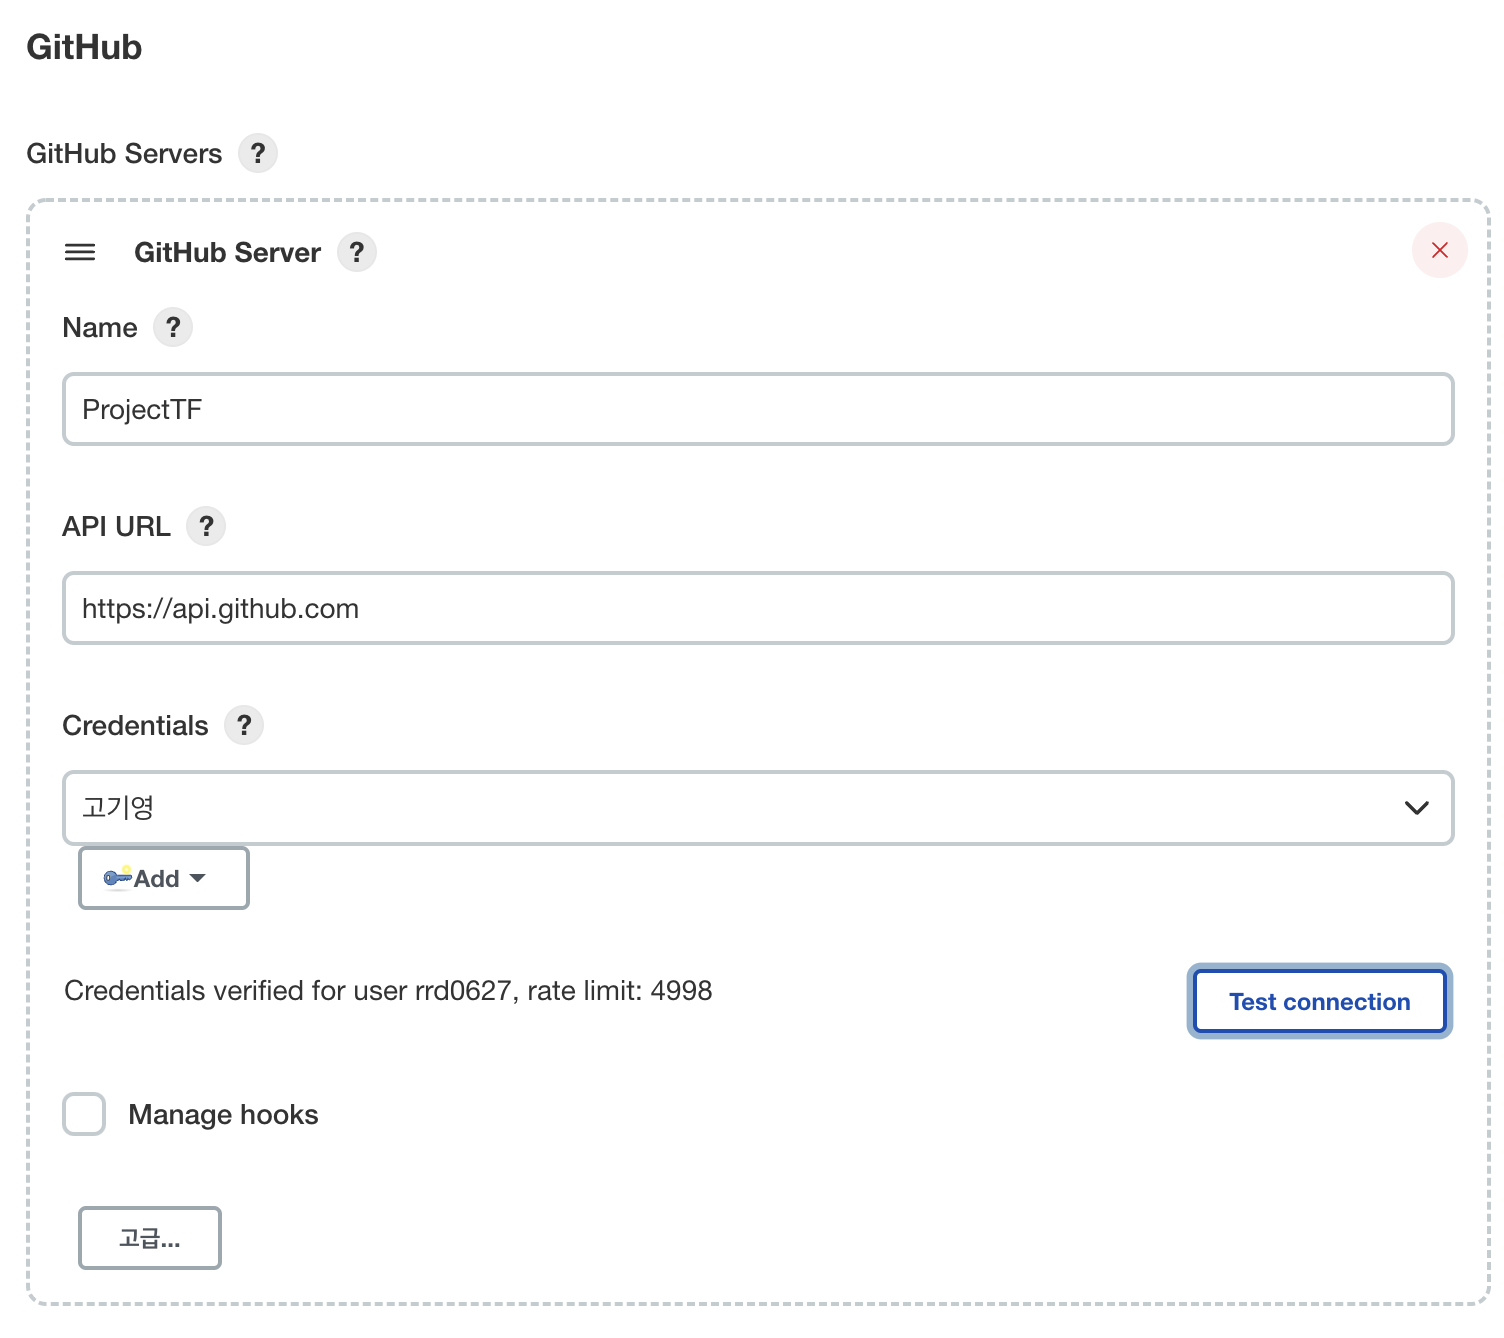 GitHub
GitHub Servers ?
GitHub Server ?
Name ?
ProjectTF
API URL ?
https://api.github.com
Credentials ?
고기영
Add
Credentials verified for user rrd0627, rate limit: 4998
Test connection
Manage hooks
고급...